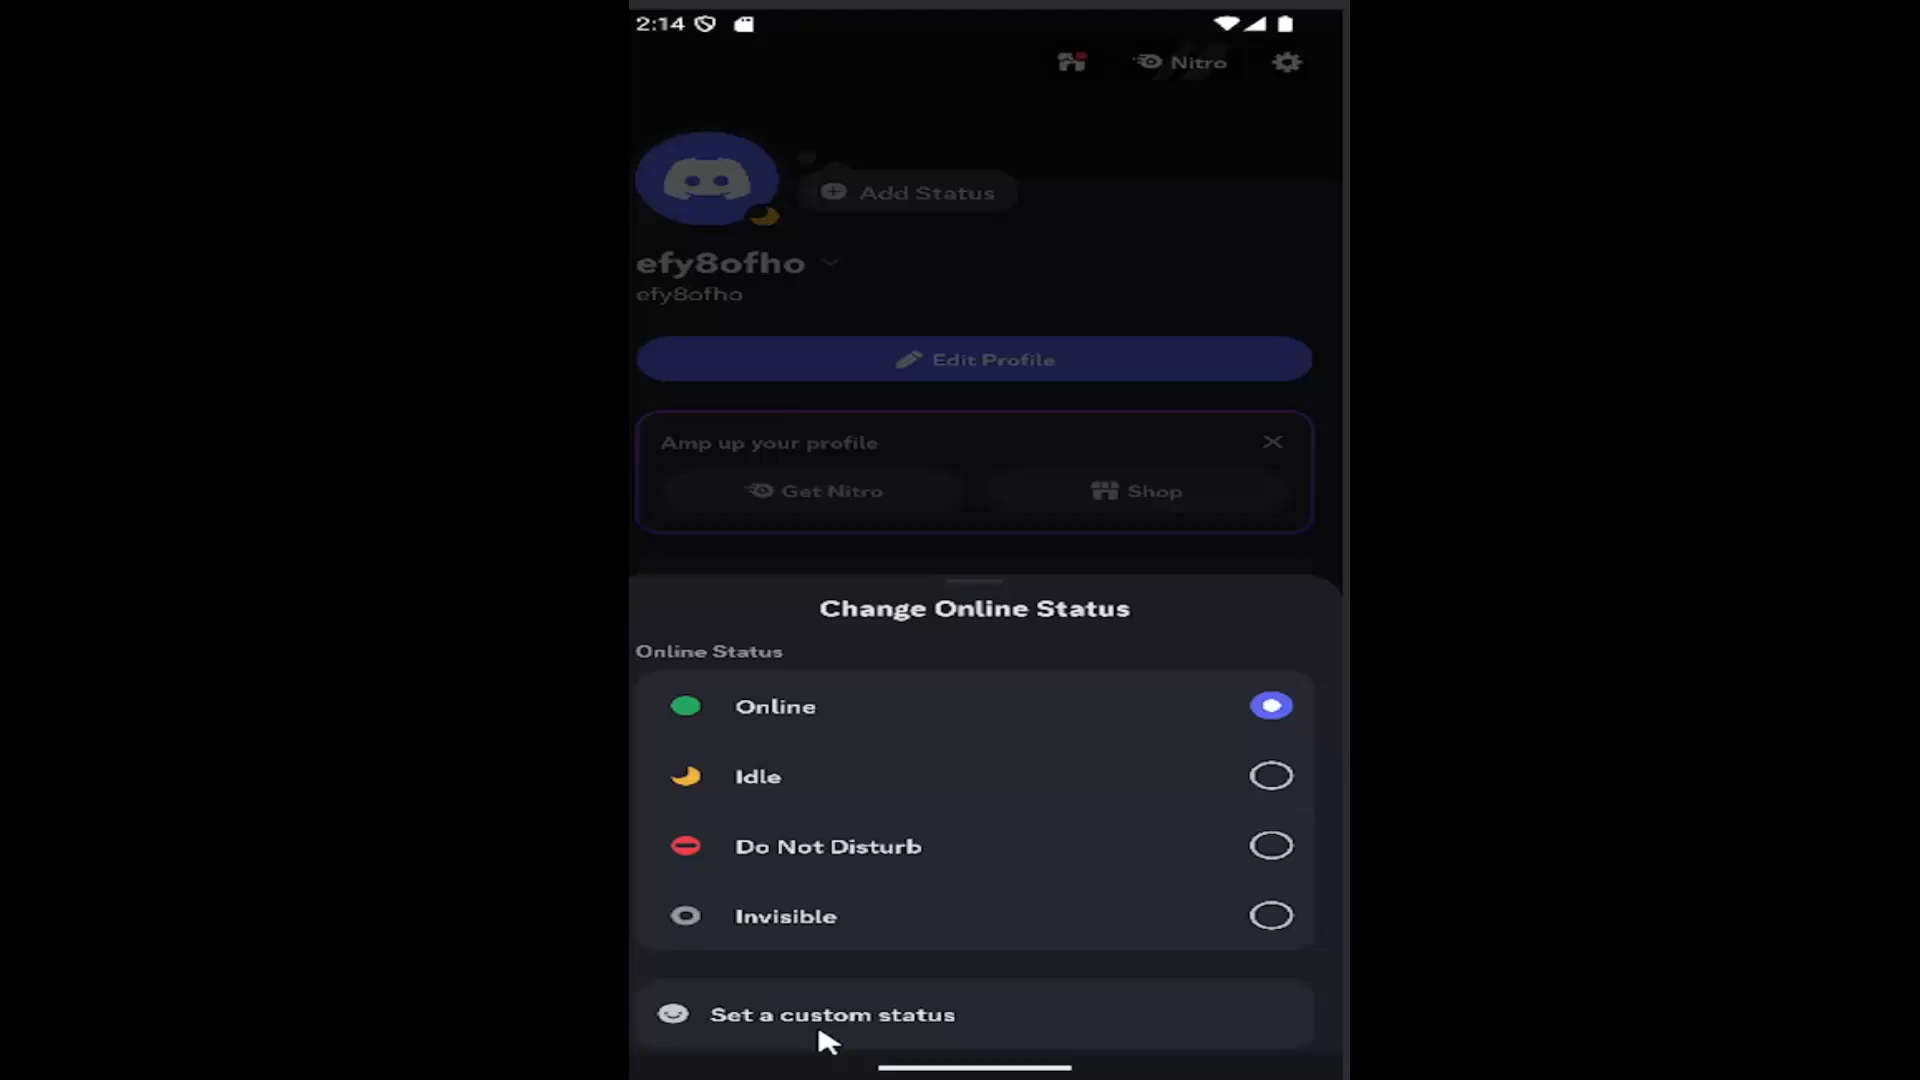 2:14
Nitro
Add Status
efy8ofho
efy8ofho
Edit Profile
Amp up your profile
Get Nitro
Shop
Change Online Status
Online Status
Online
Idle
Do Not Disturb
Invisible
Set a custom status